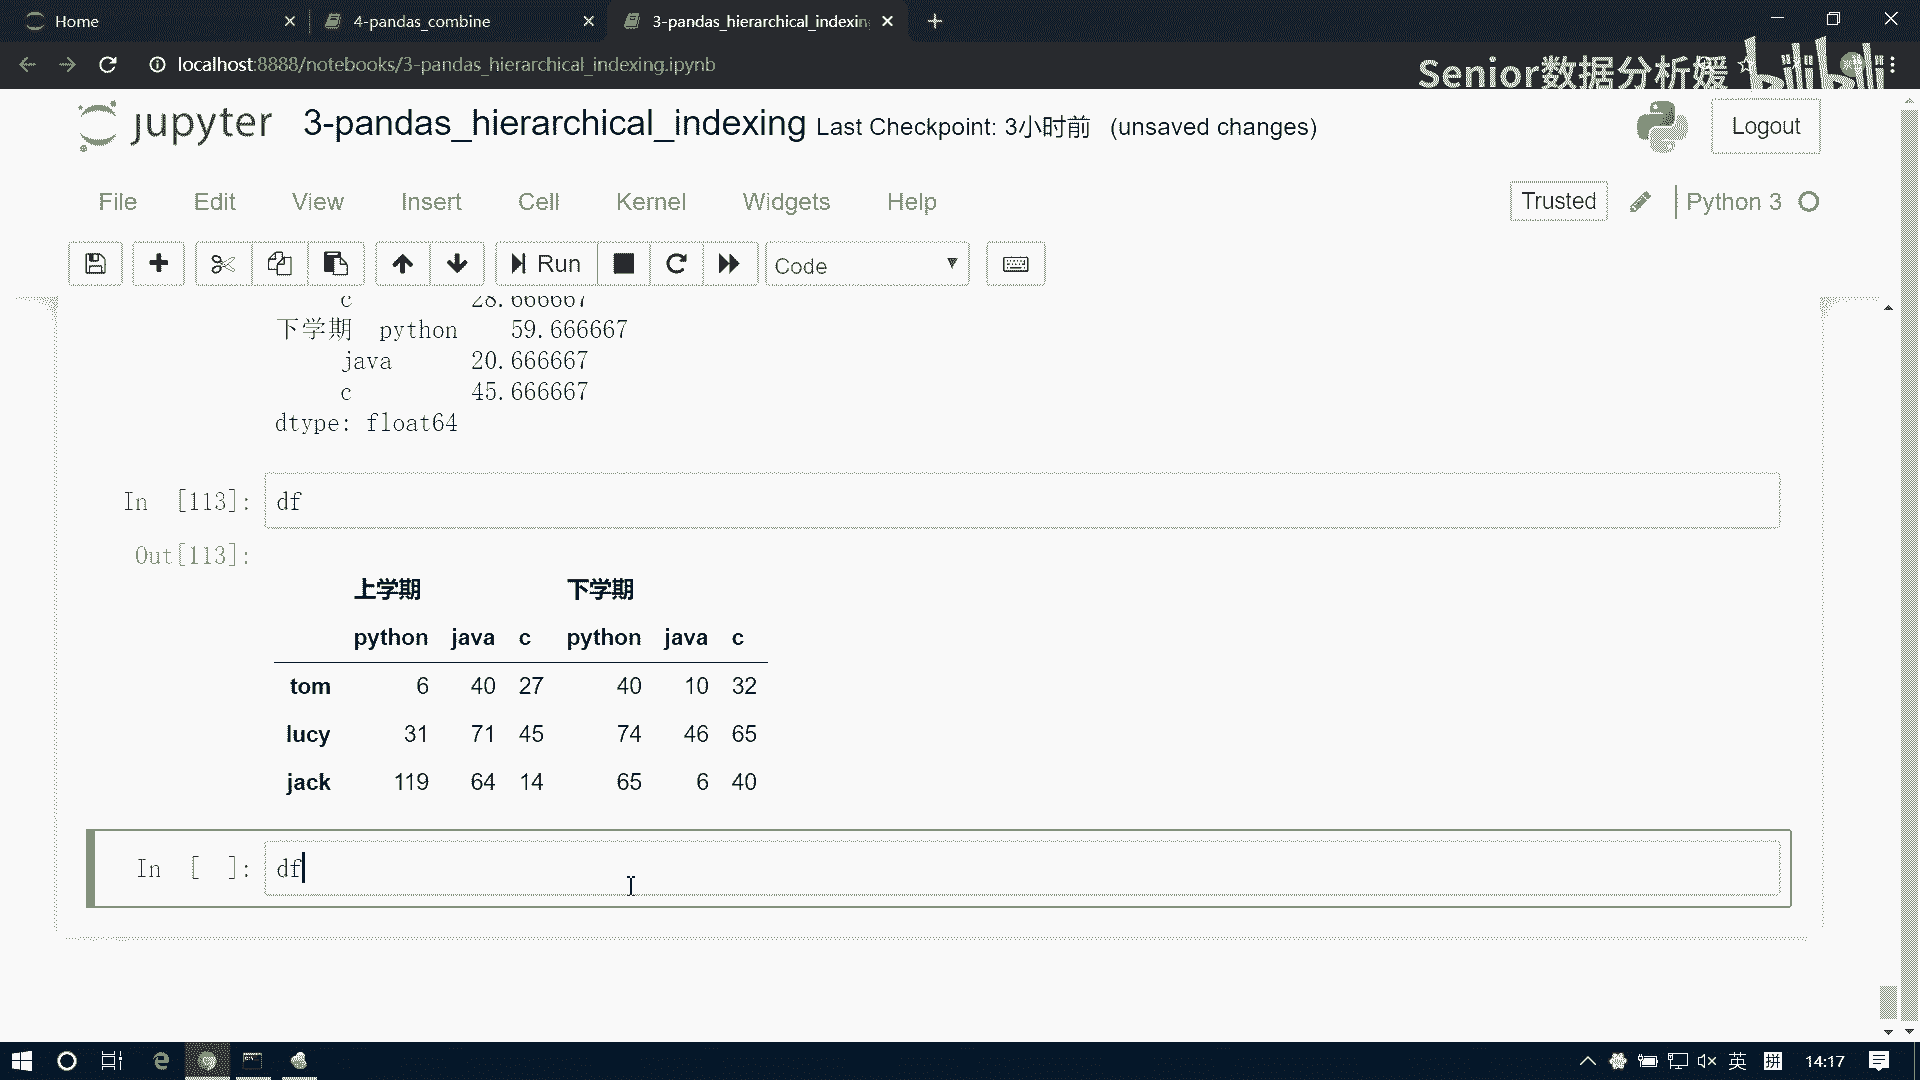 Home
4-pandas_combine
3-pandas_hierarchical_indexin
localhost:8888/notebooks/3-pandas_hierarchical_indexing.ipynb
Senior数据分析媛 bilibili
jupyter 3-pandas_hierarchical_indexing Last Checkpoint: 3小时前 (unsaved changes)
Logout
File Edit View Insert Cell Kernel Widgets Help
Trusted Python 3
Run Code
c 28.666667
下学期 python 59.666667
java 20.666667
c 45.666667
dtype: float64
In [113]: df
Out[113]:
上学期 下学期
python java c python java c
tom 6 40 27 40 10 32
lucy 31 71 45 74 46 65
jack 119 64 14 65 6 40
In [ ]: df
英 拼 14:17